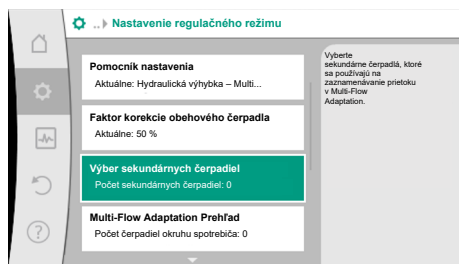 ..▸ Nastavenie regulačného režimu
Pomocník nastavenia
Aktuálne: Hydraulická výhybka – Multi...
Faktor korekcie obehového čerpadla
Aktuálne: 50 %
Výber sekundárnych čerpadiel
Počet sekundárnych čerpadiel: 0
Multi-Flow Adaptation Prehľad
Počet čerpadiel okruhu spotrebiča: 0
Vyberte
sekundárne čerpadlá, ktoré
sa používajú na
zaznamenávanie prietoku
v Multi-Flow
Adaptation.
?